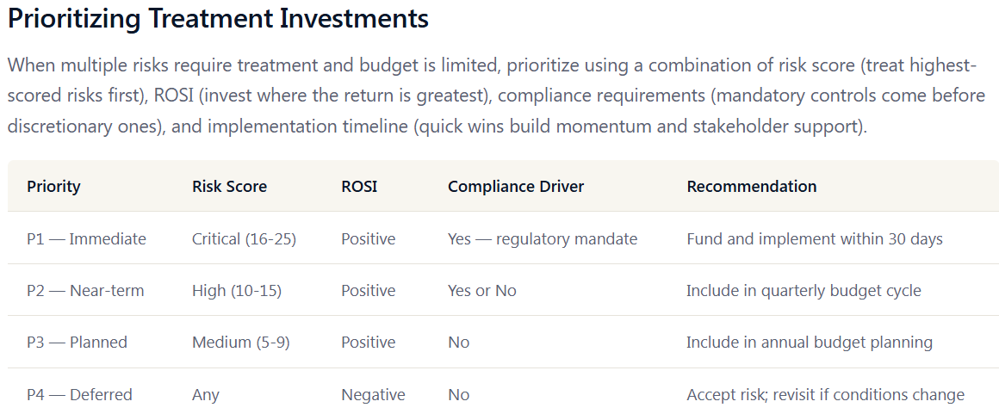 Prioritizing Treatment Investments
When multiple risks require treatment and budget is limited, prioritize using a combination of risk score (treat highest-
scored risks first), ROSI (invest where the return is greatest), compliance requirements (mandatory controls come before
discretionary ones), and implementation timeline (quick wins build momentum and stakeholder support).
Priority Risk Score ROSI Compliance Driver Recommendation
P1 — Immediate Critical (16-25) Positive Yes — regulatory mandate Fund and implement within 30 days
P2 — Near-term High (10-15) Positive Yes or No Include in quarterly budget cycle
P3 — Planned Medium (5-9) Positive No Include in annual budget planning
P4 — Deferred Any Negative No Accept risk; revisit if conditions change